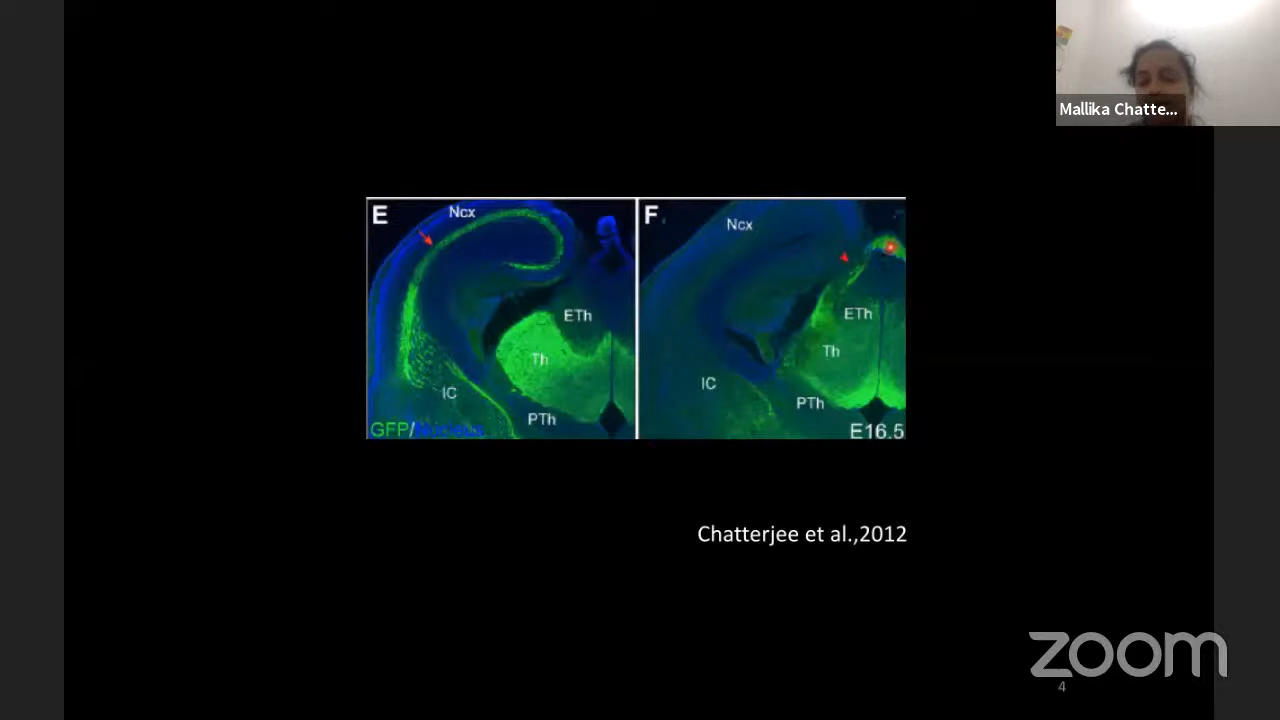 Mallika Chatte...
E
Ncx
ETh
Th
IC
PTh
GFP/Nucleus
F
Ncx
ETh
Th
IC
PTh
E16.5
Chatterjee et al.,2012
zoom
4